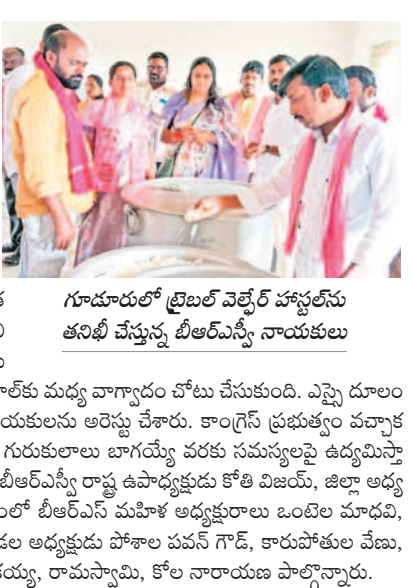 గూడూరులో ట్రైబల్ వెల్ఫేర్ హాస్టల్‌ను
తనిఖీ చేస్తున్న బీఆర్ఎస్వీ నాయకులు
ాల్‌కు మధ్య వాగ్వాదం చోటు చేసుకుంది. ఎస్సై దూలం
యకులను అరెస్టు చేశారు. కాంగ్రెస్ ప్రభుత్వం వచ్చాక
గురుకులాలు బాగయ్యే వరకు సమస్యలపై ఉద్యమిస్తా
బీఆర్ఎస్వీ రాష్ట్ర ఉపాధ్యక్షుడు కోతి విజయ్, జిల్లా అధ్య
ంలో బీఆర్ఎస్ మహిళ అధ్యక్షురాలు ఒంటెల మాధవి,
డల అధ్యక్షుడు పోశాల పవన్ గౌడ్, కారుపోతుల వేణు,
కయ్య, రామస్వామి, కోల నారాయణ పాల్గొన్నారు.